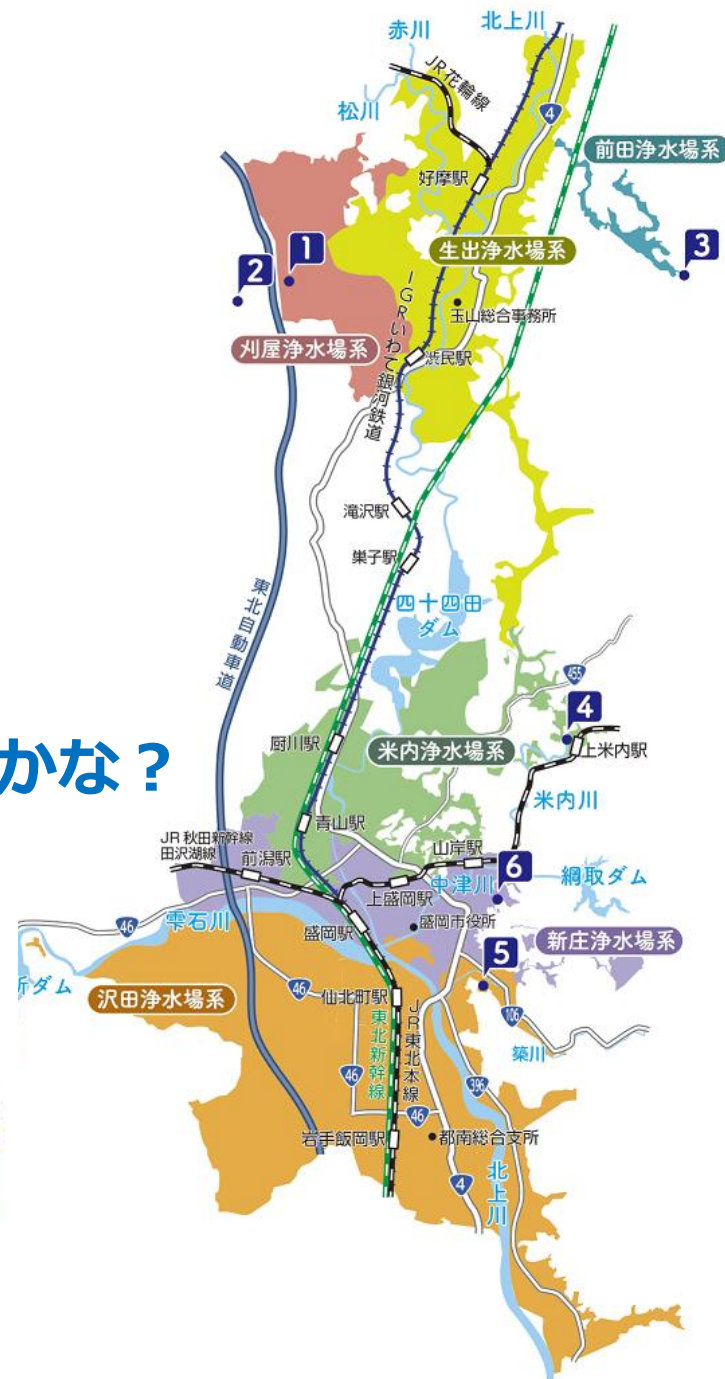 赤川
北上川
JR花輪線
松川
4
前田浄水場系
好摩駅
3
生出浄水場系
1
2
玉山総合事務所
IGRいわて銀河鉄道
刈屋浄水場系
渋民駅
滝沢駅
巣子駅
四十四田
ダム
東北自動車道
455
4
かな？
厨川駅
米内浄水場系
上米内駅
米内川
青山駅
JR秋田新幹線
田沢湖線
前潟駅
山岸駅
6
中津川
綱取ダム
上盛岡駅
雫石川
46
盛岡駅
盛岡市役所
新庄浄水場系
5
所ダム
沢田浄水場系
46
仙北町駅
106
簗川
東北新幹線
JR東北本線
46
396
46
岩手飯岡駅
都南総合支所
北上川
4